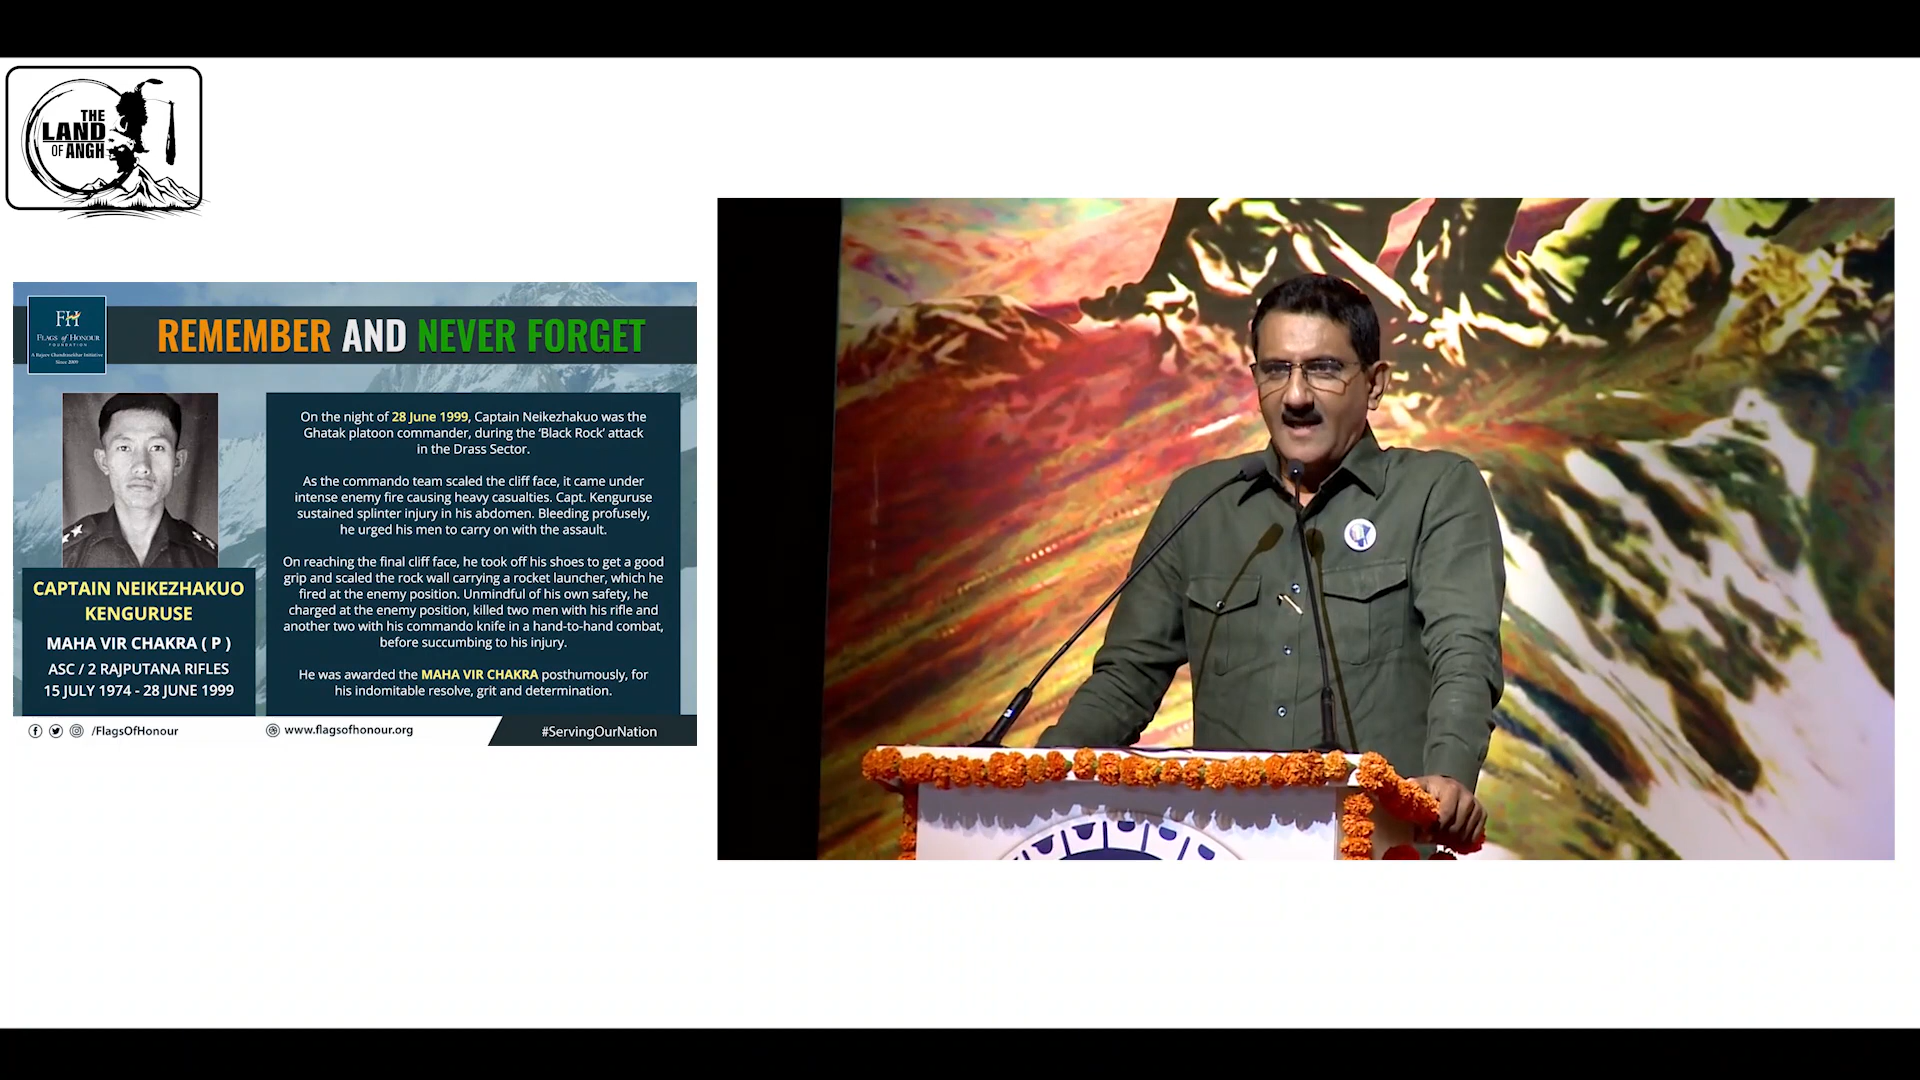 THE
LAND
OF ANGH
FH
FLAGS of HONOUR
FOUNDATION
A Rajeev Chandrasekhar Initiative
Since 2009
REMEMBER AND NEVER FORGET
CAPTAIN NEIKEZHAKUO
KENGURUSE
MAHA VIR CHAKRA ( P )
ASC / 2 RAJPUTANA RIFLES
15 JULY 1974 - 28 JUNE 1999
On the night of 28 June 1999, Captain Neikezhakuo was the
Ghatak platoon commander, during the ‘Black Rock’ attack
in the Drass Sector.
As the commando team scaled the cliff face, it came under
intense enemy fire causing heavy casualties. Capt. Kenguruse
sustained splinter injury in his abdomen. Bleeding profusely,
he urged his men to carry on with the assault.
On reaching the final cliff face, he took off his shoes to get a good
grip and scaled the rock wall carrying a rocket launcher, which he
fired at the enemy position. Unmindful of his own safety, he
charged at the enemy position, killed two men with his rifle and
another two with his commando knife in a hand-to-hand combat,
before succumbing to his injury.
He was awarded the MAHA VIR CHAKRA posthumously, for
his indomitable resolve, grit and determination.
/FlagsOfHonour
www.flagsofhonour.org
#ServingOurNation